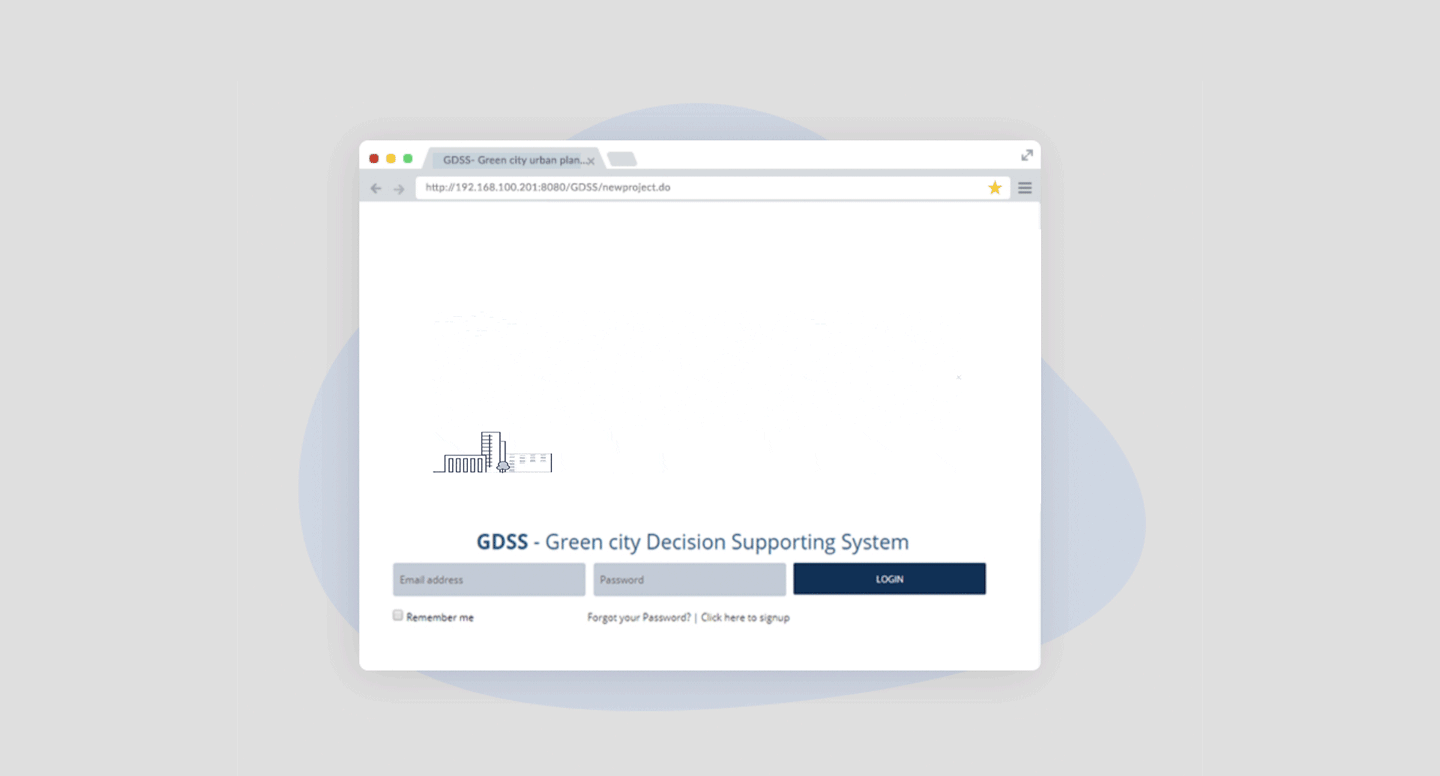 GDSS- Green city urban plan...
http://192.168.100.201:8080/GDSS/newproject.do
GDSS - Green city Decision Supporting System
Email address
Password
LOGIN
Remember me
Forgot your Password? | Click here to signup